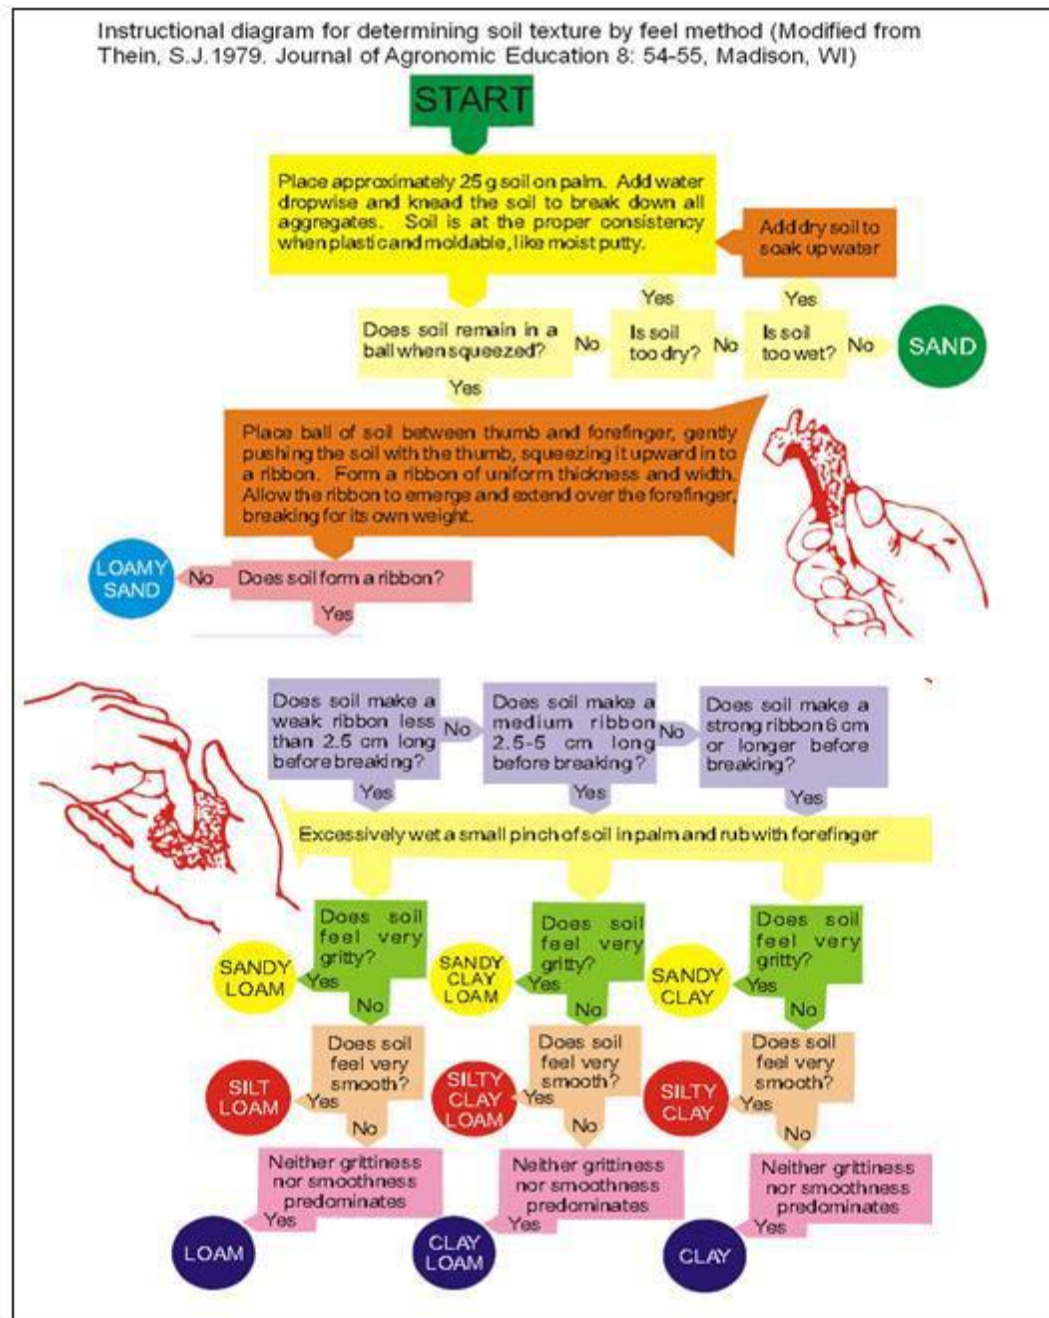 Instructional diagram for determining soil texture by feel method (Modified from
Thein, S.J.1979. Journal of Agronomic Education 8: 54-55, Madison, WI)
START
Place approximately 25 g soil on palm. Add water
dropwise and knead the soil to break down all
aggregates. Soil is at the proper consistency
when plastic and moldable, like moist putty.
Add dry soil to
soak up water
Yes
Yes
Does soil remain in a
ball when squeezed?
No
Is soil
too dry?
No
Is soil
too wet?
No
SAND
Yes
Place ball of soil between thumb and forefinger, gently
pushing the soil with the thumb, squeezing it upward in to
a ribbon. Form a ribbon of uniform thickness and width.
Allow the ribbon to emerge and extend over the forefinger,
breaking for its own weight.
LOAMY
SAND
No
Does soil form a ribbon?
Yes
Does soil make a
weak ribbon less
than 2.5 cm long
before breaking?
No
Does soil make a
medium ribbon
2.5-5 cm long
before breaking?
No
Does soil make a
strong ribbon 6 cm
or longer before
breaking?
Yes
Yes
Yes
Excessively wet a small pinch of soil in palm and rub with forefinger
Does soil
feel very
gritty?
Does soil
feel very
gritty?
Does soil
feel very
gritty?
SANDY
LOAM
Yes
SANDY
CLAY
LOAM
Yes
SANDY
CLAY
Yes
No
No
No
Does soil
feel very
smooth?
Does soil
feel very
smooth?
Does soil
feel very
smooth?
SILT
LOAM
Yes
SILTY
CLAY
LOAM
Yes
SILTY
CLAY
Yes
No
No
No
Neither grittiness
nor smoothness
predominates
Neither grittiness
nor smoothness
predominates
Neither grittiness
nor smoothness
predominates
Yes
Yes
Yes
LOAM
CLAY
LOAM
CLAY